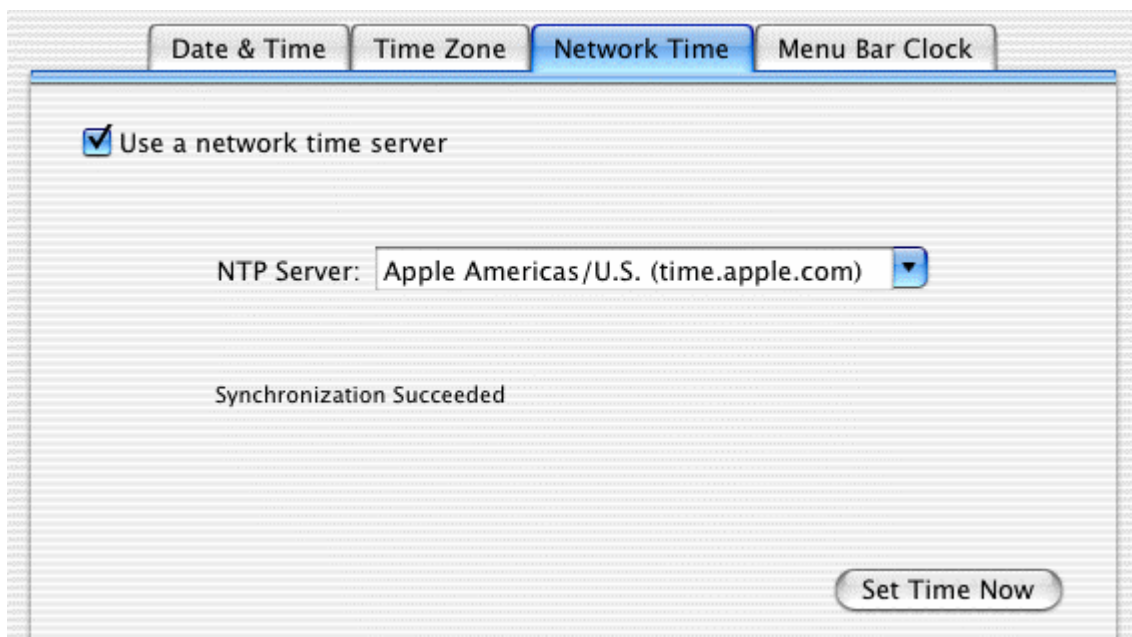 Date & Time Time Zone Network Time Menu Bar Clock
Use a network time server
NTP Server: Apple Americas/U.S. (time.apple.com)
Synchronization Succeeded
Set Time Now